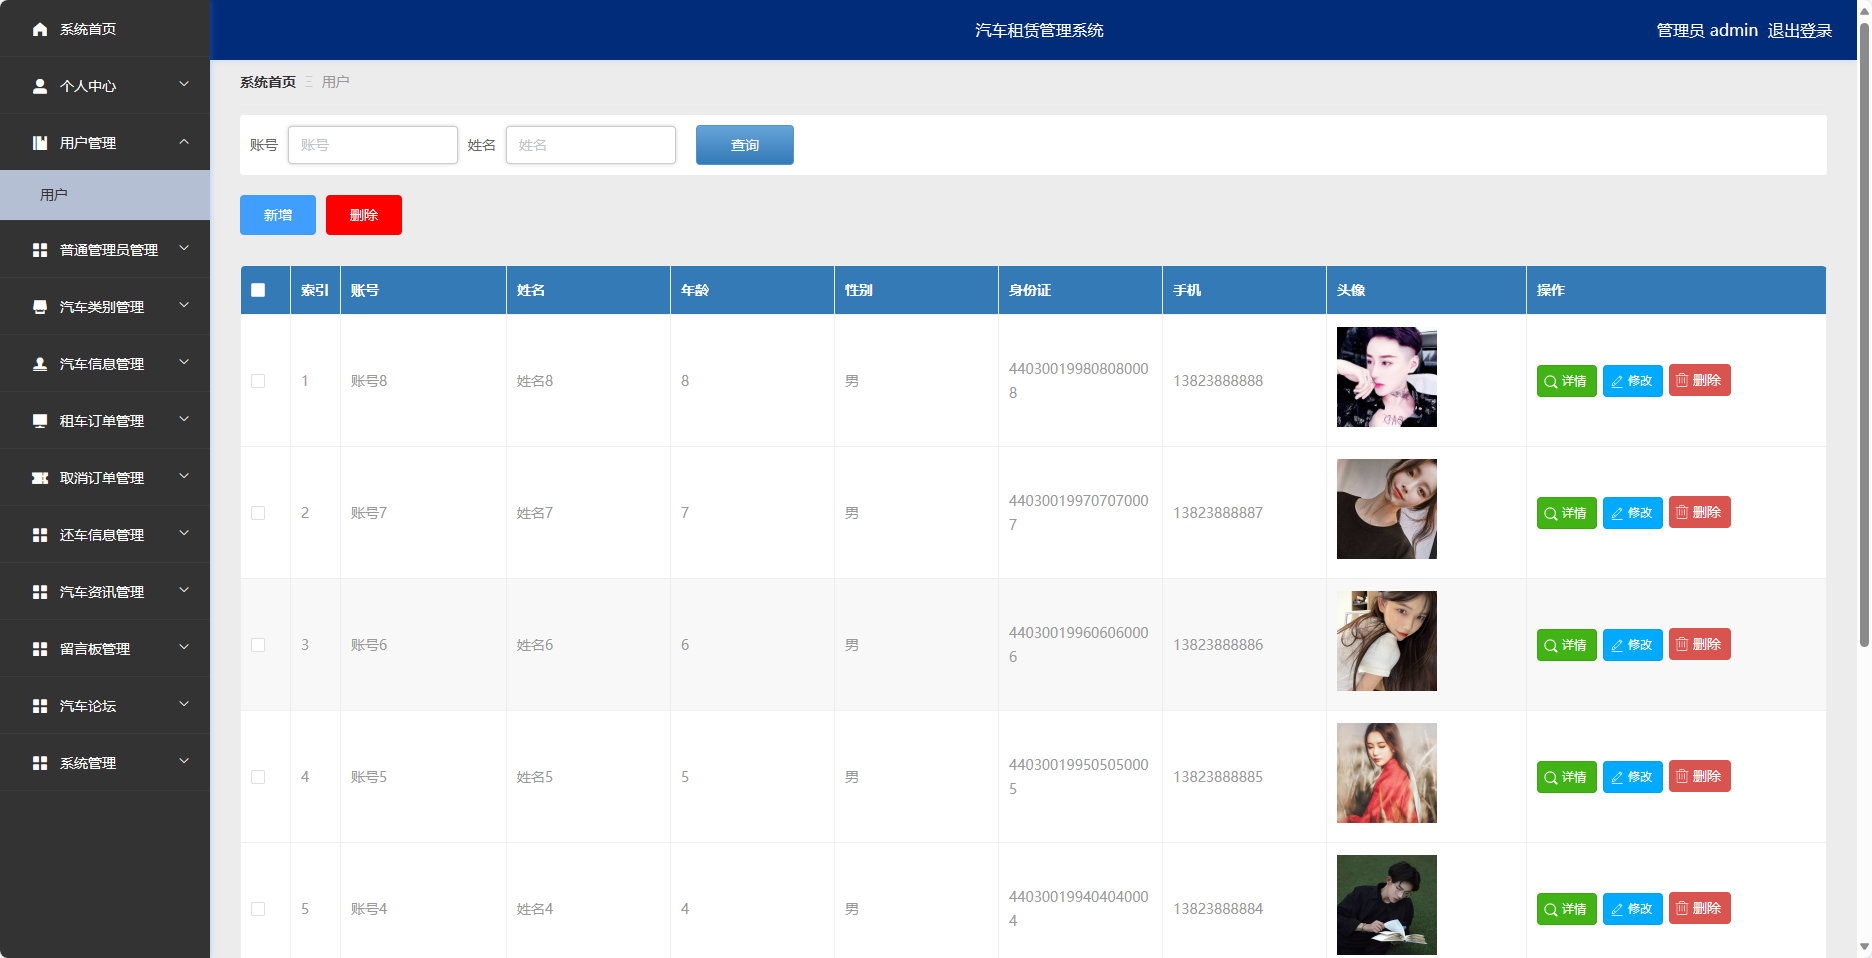 系统首页
个人中心
用户管理
用户
普通管理员管理
汽车类别管理
汽车信息管理
租车订单管理
取消订单管理
还车信息管理
汽车资讯管理
留言板管理
汽车论坛
系统管理
汽车租赁管理系统
管理员 admin 退出登录
系统首页 用户
账号 账号 姓名 姓名 查询
新增 删除
索引 账号 姓名 年龄 性别 身份证 手机 头像 操作
1 账号8 姓名8 8 男 44030019980808000
8 13823888888 详情 修改 删除
2 账号7 姓名7 7 男 44030019970707000
7 13823888887 详情 修改 删除
3 账号6 姓名6 6 男 44030019960606000
6 13823888886 详情 修改 删除
4 账号5 姓名5 5 男 44030019950505000
5 13823888885 详情 修改 删除
5 账号4 姓名4 4 男 44030019940404000
4 13823888884 详情 修改 删除